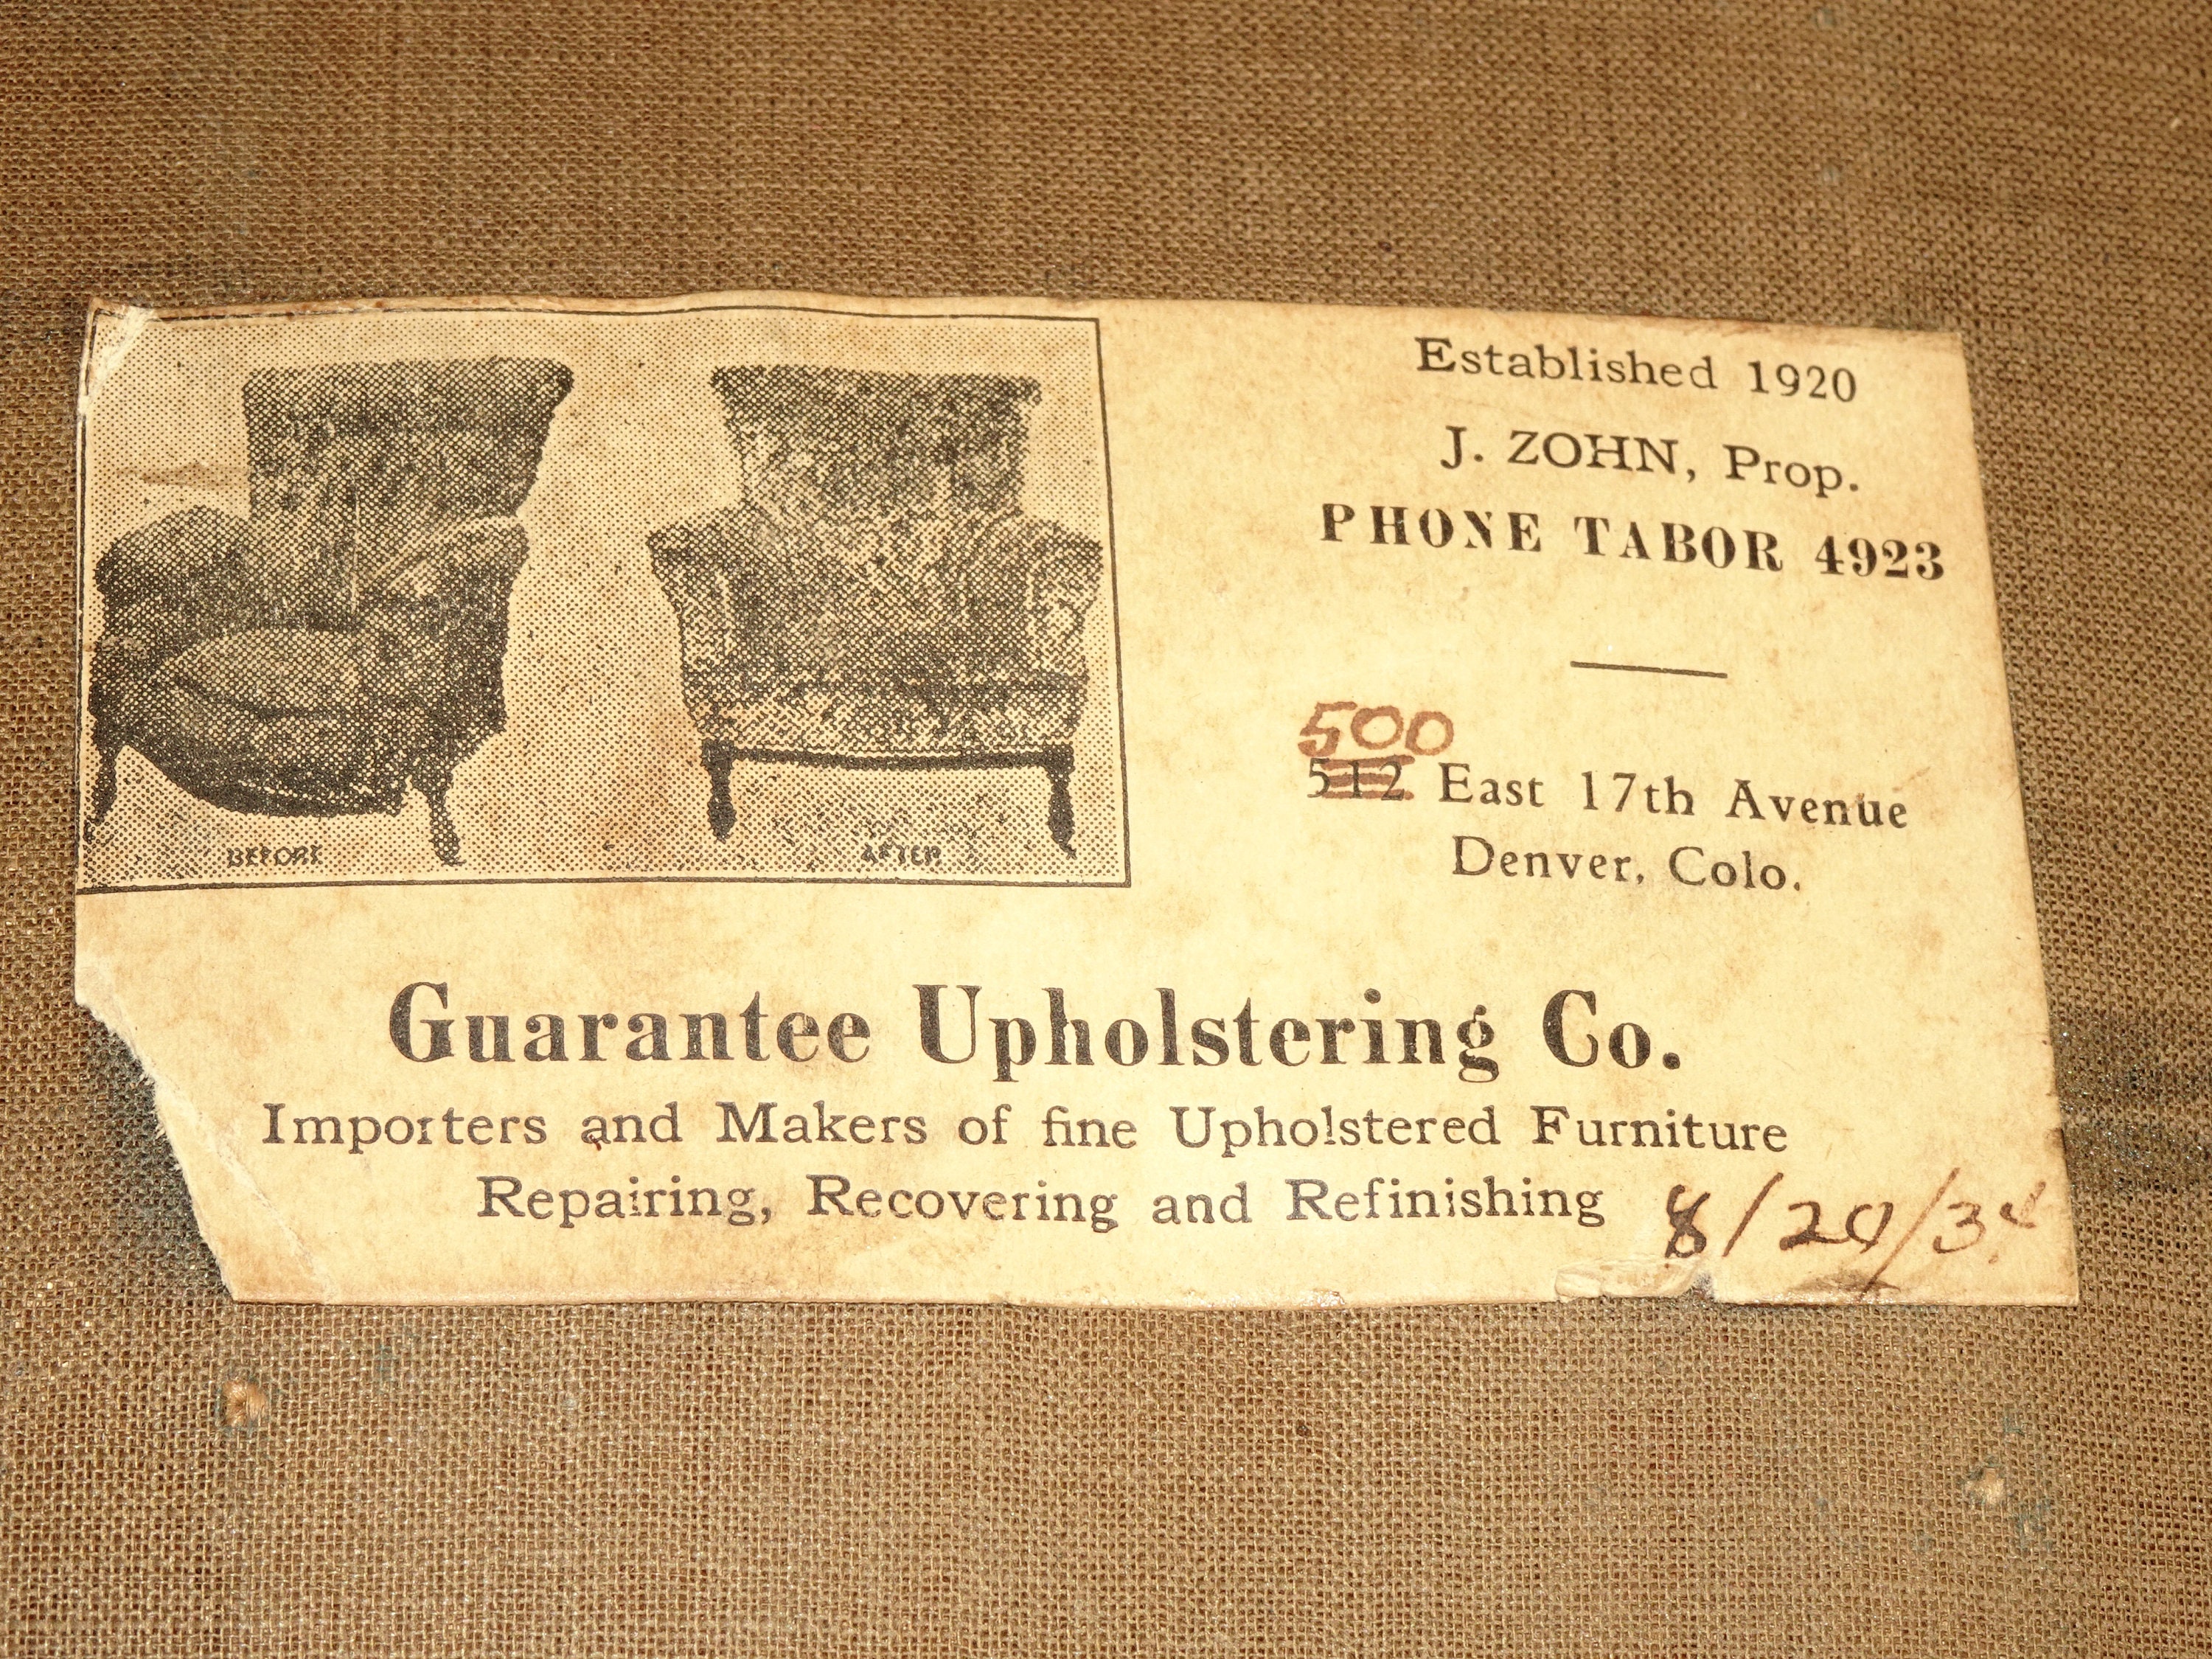 Established 1920
J. ZOHN, Prop.
PHONE TABOR 4923
500
512 East 17th Avenue
Denver, Colo.
BEFORE
AFTER
Guarantee Upholstering Co.
Importers and Makers of fine Upholstered Furniture
Repairing, Recovering and Refinishing